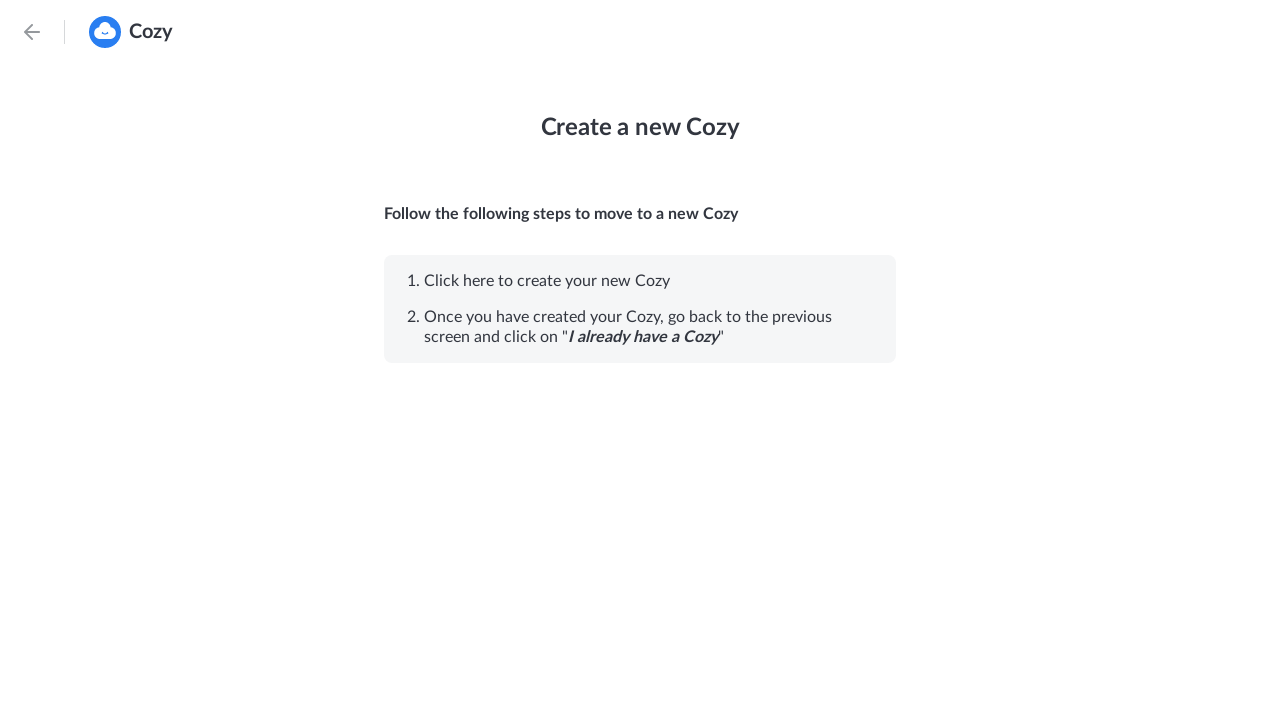 Cozy
Create a new Cozy
Follow the following steps to move to a new Cozy
1. Click here to create your new Cozy
2. Once you have created your Cozy, go back to the previous
screen and click on "I already have a Cozy"